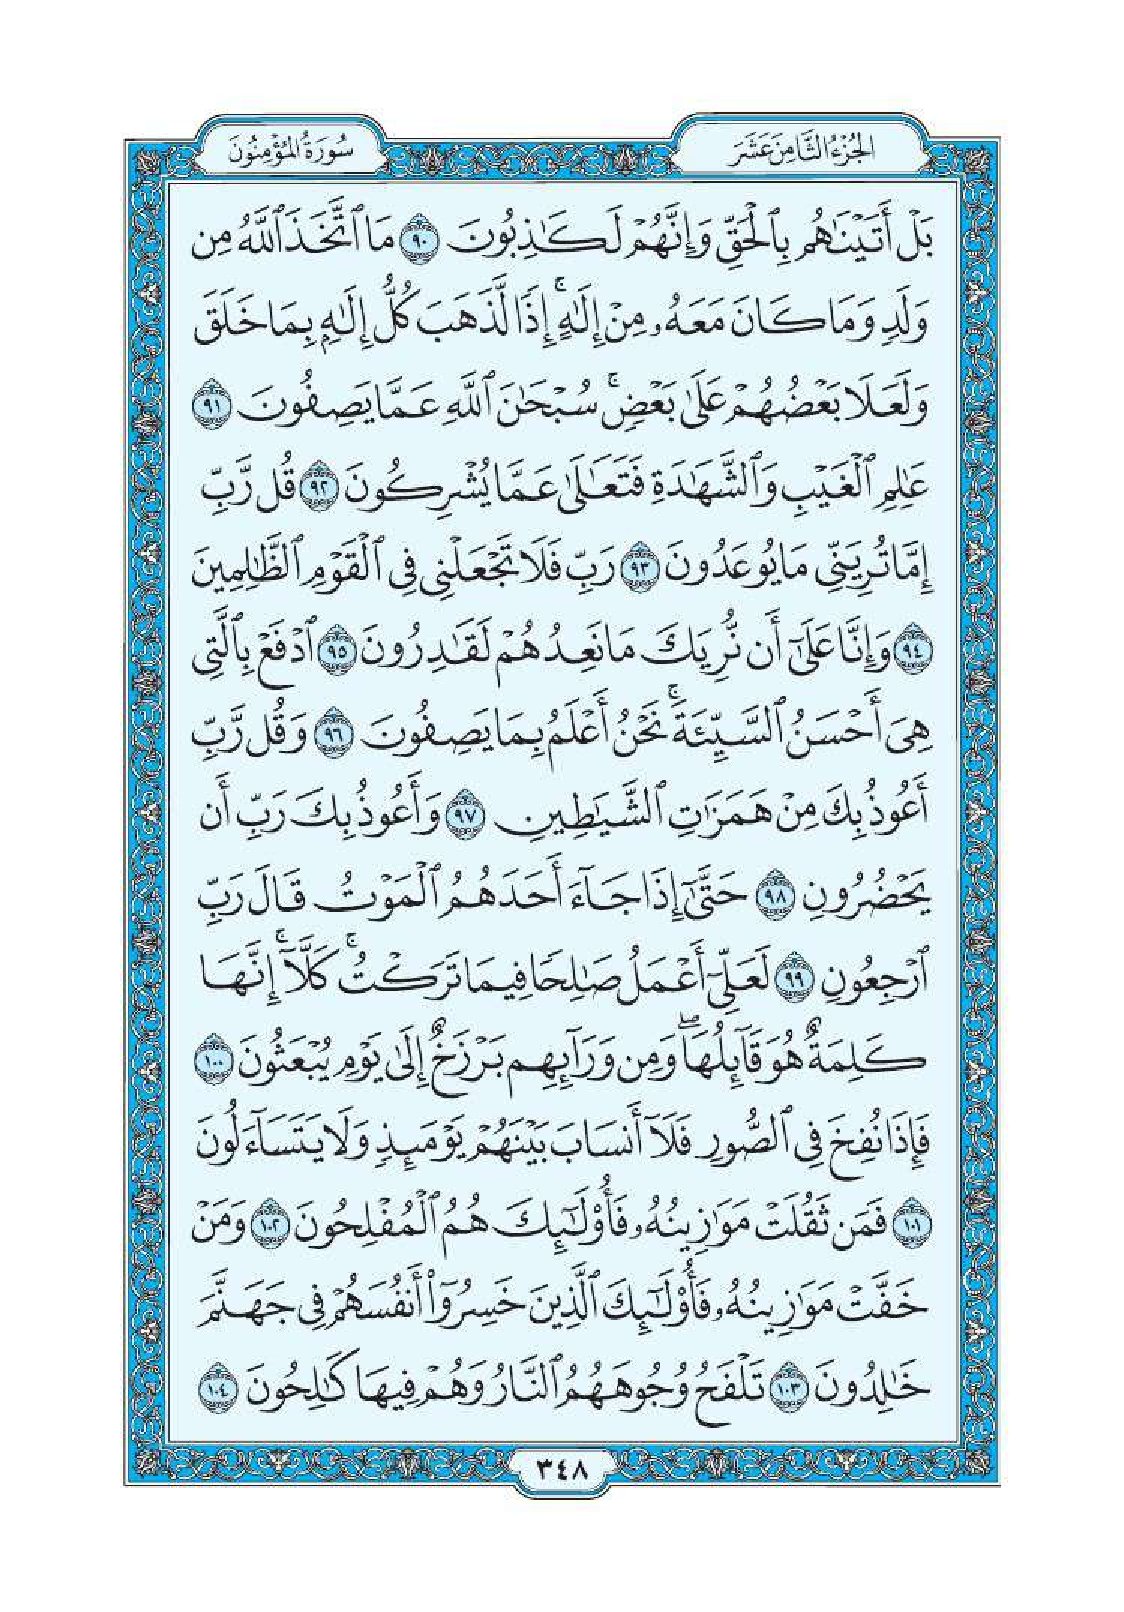 الجُزْءُ الثَّامِنَ عَشَرَ
سُورَةُ المُؤْمِنُونَ
بَلْ أَتَيْنَٰهُم بِٱلْحَقِّ وَإِنَّهُمْ لَكَٰذِبُونَ ٩٠ مَا ٱتَّخَذَ ٱللَّهُ مِن
وَلَدٍ وَمَا كَانَ مَعَهُۥ مِنْ إِلَٰهٍ ۚ إِذًا لَّذَهَبَ كُلُّ إِلَٰهٍۭ بِمَا خَلَقَ
وَلَعَلَا بَعْضُهُمْ عَلَىٰ بَعْضٍ ۚ سُبْحَٰنَ ٱللَّهِ عَمَّا يَصِفُونَ ٩١
عَٰلِمِ ٱلْغَيْبِ وَٱلشَّهَٰدَةِ فَتَعَٰلَىٰ عَمَّا يُشْرِكُونَ ٩٢ قُل رَّبِّ
إِمَّا تُرِيَنِّى مَا يُوعَدُونَ ٩٣ رَبِّ فَلَا تَجْعَلْنِى فِى ٱلْقَوْمِ ٱلظَّٰلِمِينَ
٩٤ وَإِنَّا عَلَىٰٓ أَن نُّرِيَكَ مَا نَعِدُهُمْ لَقَٰدِرُونَ ٩٥ ٱدْفَعْ بِٱلَّتِى
هِىَ أَحْسَنُ ٱلسَّيِّئَةَ ۚ نَحْنُ أَعْلَمُ بِمَا يَصِفُونَ ٩٦ وَقُل رَّبِّ
أَعُوذُ بِكَ مِنْ هَمَزَٰتِ ٱلشَّيَٰطِينِ ٩٧ وَأَعُوذُ بِكَ رَبِّ أَن
يَحْضُرُونِ ٩٨ حَتَّىٰٓ إِذَا جَآءَ أَحَدَهُمُ ٱلْمَوْتُ قَالَ رَبِّ
ٱرْجِعُونِ ٩٩ لَعَلِّىٓ أَعْمَلُ صَٰلِحًا فِيمَا تَرَكْتُ ۚ كَلَّآ ۚ إِنَّهَا
كَلِمَةٌ هُوَ قَآئِلُهَا ۖ وَمِن وَرَآئِهِم بَرْزَخٌ إِلَىٰ يَوْمِ يُبْعَثُونَ ١٠٠
فَإِذَا نُفِخَ فِى ٱلصُّورِ فَلَآ أَنسَابَ بَيْنَهُمْ يَوْمَئِذٍ وَلَا يَتَسَآءَلُونَ
١٠١ فَمَن ثَقُلَتْ مَوَٰزِينُهُۥ فَأُو۟لَٰٓئِكَ هُمُ ٱلْمُفْلِحُونَ ١٠٢ وَمَنْ
خَفَّتْ مَوَٰزِينُهُۥ فَأُو۟لَٰٓئِكَ ٱلَّذِينَ خَسِرُوٓا۟ أَنفُسَهُمْ فِى جَهَنَّمَ
خَٰلِدُونَ ١٠٣ تَلْفَحُ وُجُوهَهُمُ ٱلنَّارُ وَهُمْ فِيهَا كَٰلِحُونَ ١٠٤
٣٤٨